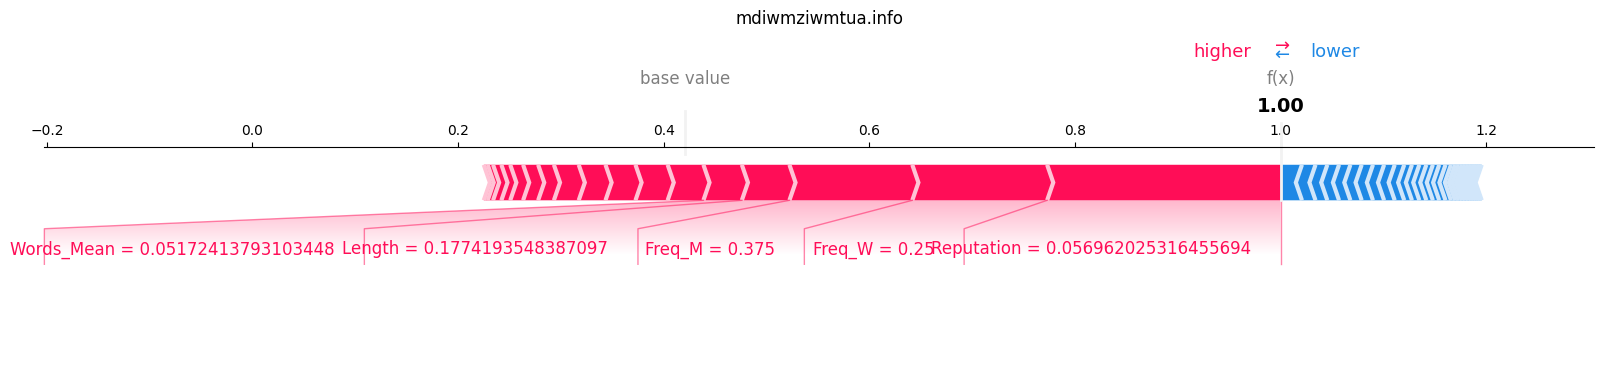 mdiwmziwmtua.info
higher ⇄ lower
base value f(x)
1.00
−0.2 0.0 0.2 0.4 0.6 0.8 1.0 1.2
Words_Mean = 0.05172413793103448 Length = 0.1774193548387097 Freq_M = 0.375 Freq_W = 0.25 Reputation = 0.056962025316455694